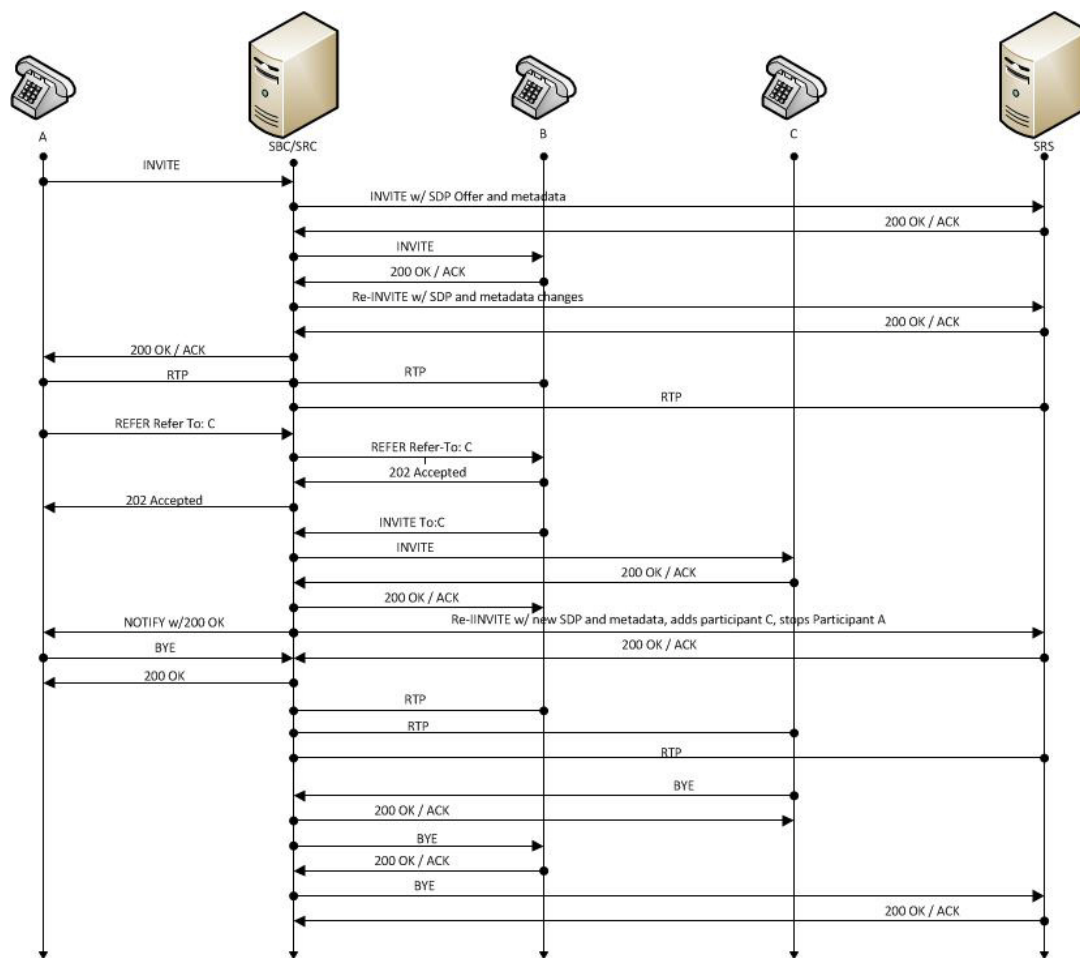 A
SBC/SRC
B
C
SRS
INVITE
INVITE w/ SDP Offer and metadata
200 OK / ACK
INVITE
200 OK / ACK
Re-INVITE w/ SDP and metadata changes
200 OK / ACK
200 OK / ACK
RTP
RTP
RTP
REFER Refer To: C
REFER Refer-To: C
202 Accepted
202 Accepted
INVITE To:C
INVITE
200 OK / ACK
200 OK / ACK
NOTIFY w/200 OK
Re-IINVITE w/ new SDP and metadata, adds participant C, stops Participant A
BYE
200 OK / ACK
200 OK
RTP
RTP
RTP
BYE
200 OK / ACK
BYE
200 OK / ACK
BYE
200 OK / ACK